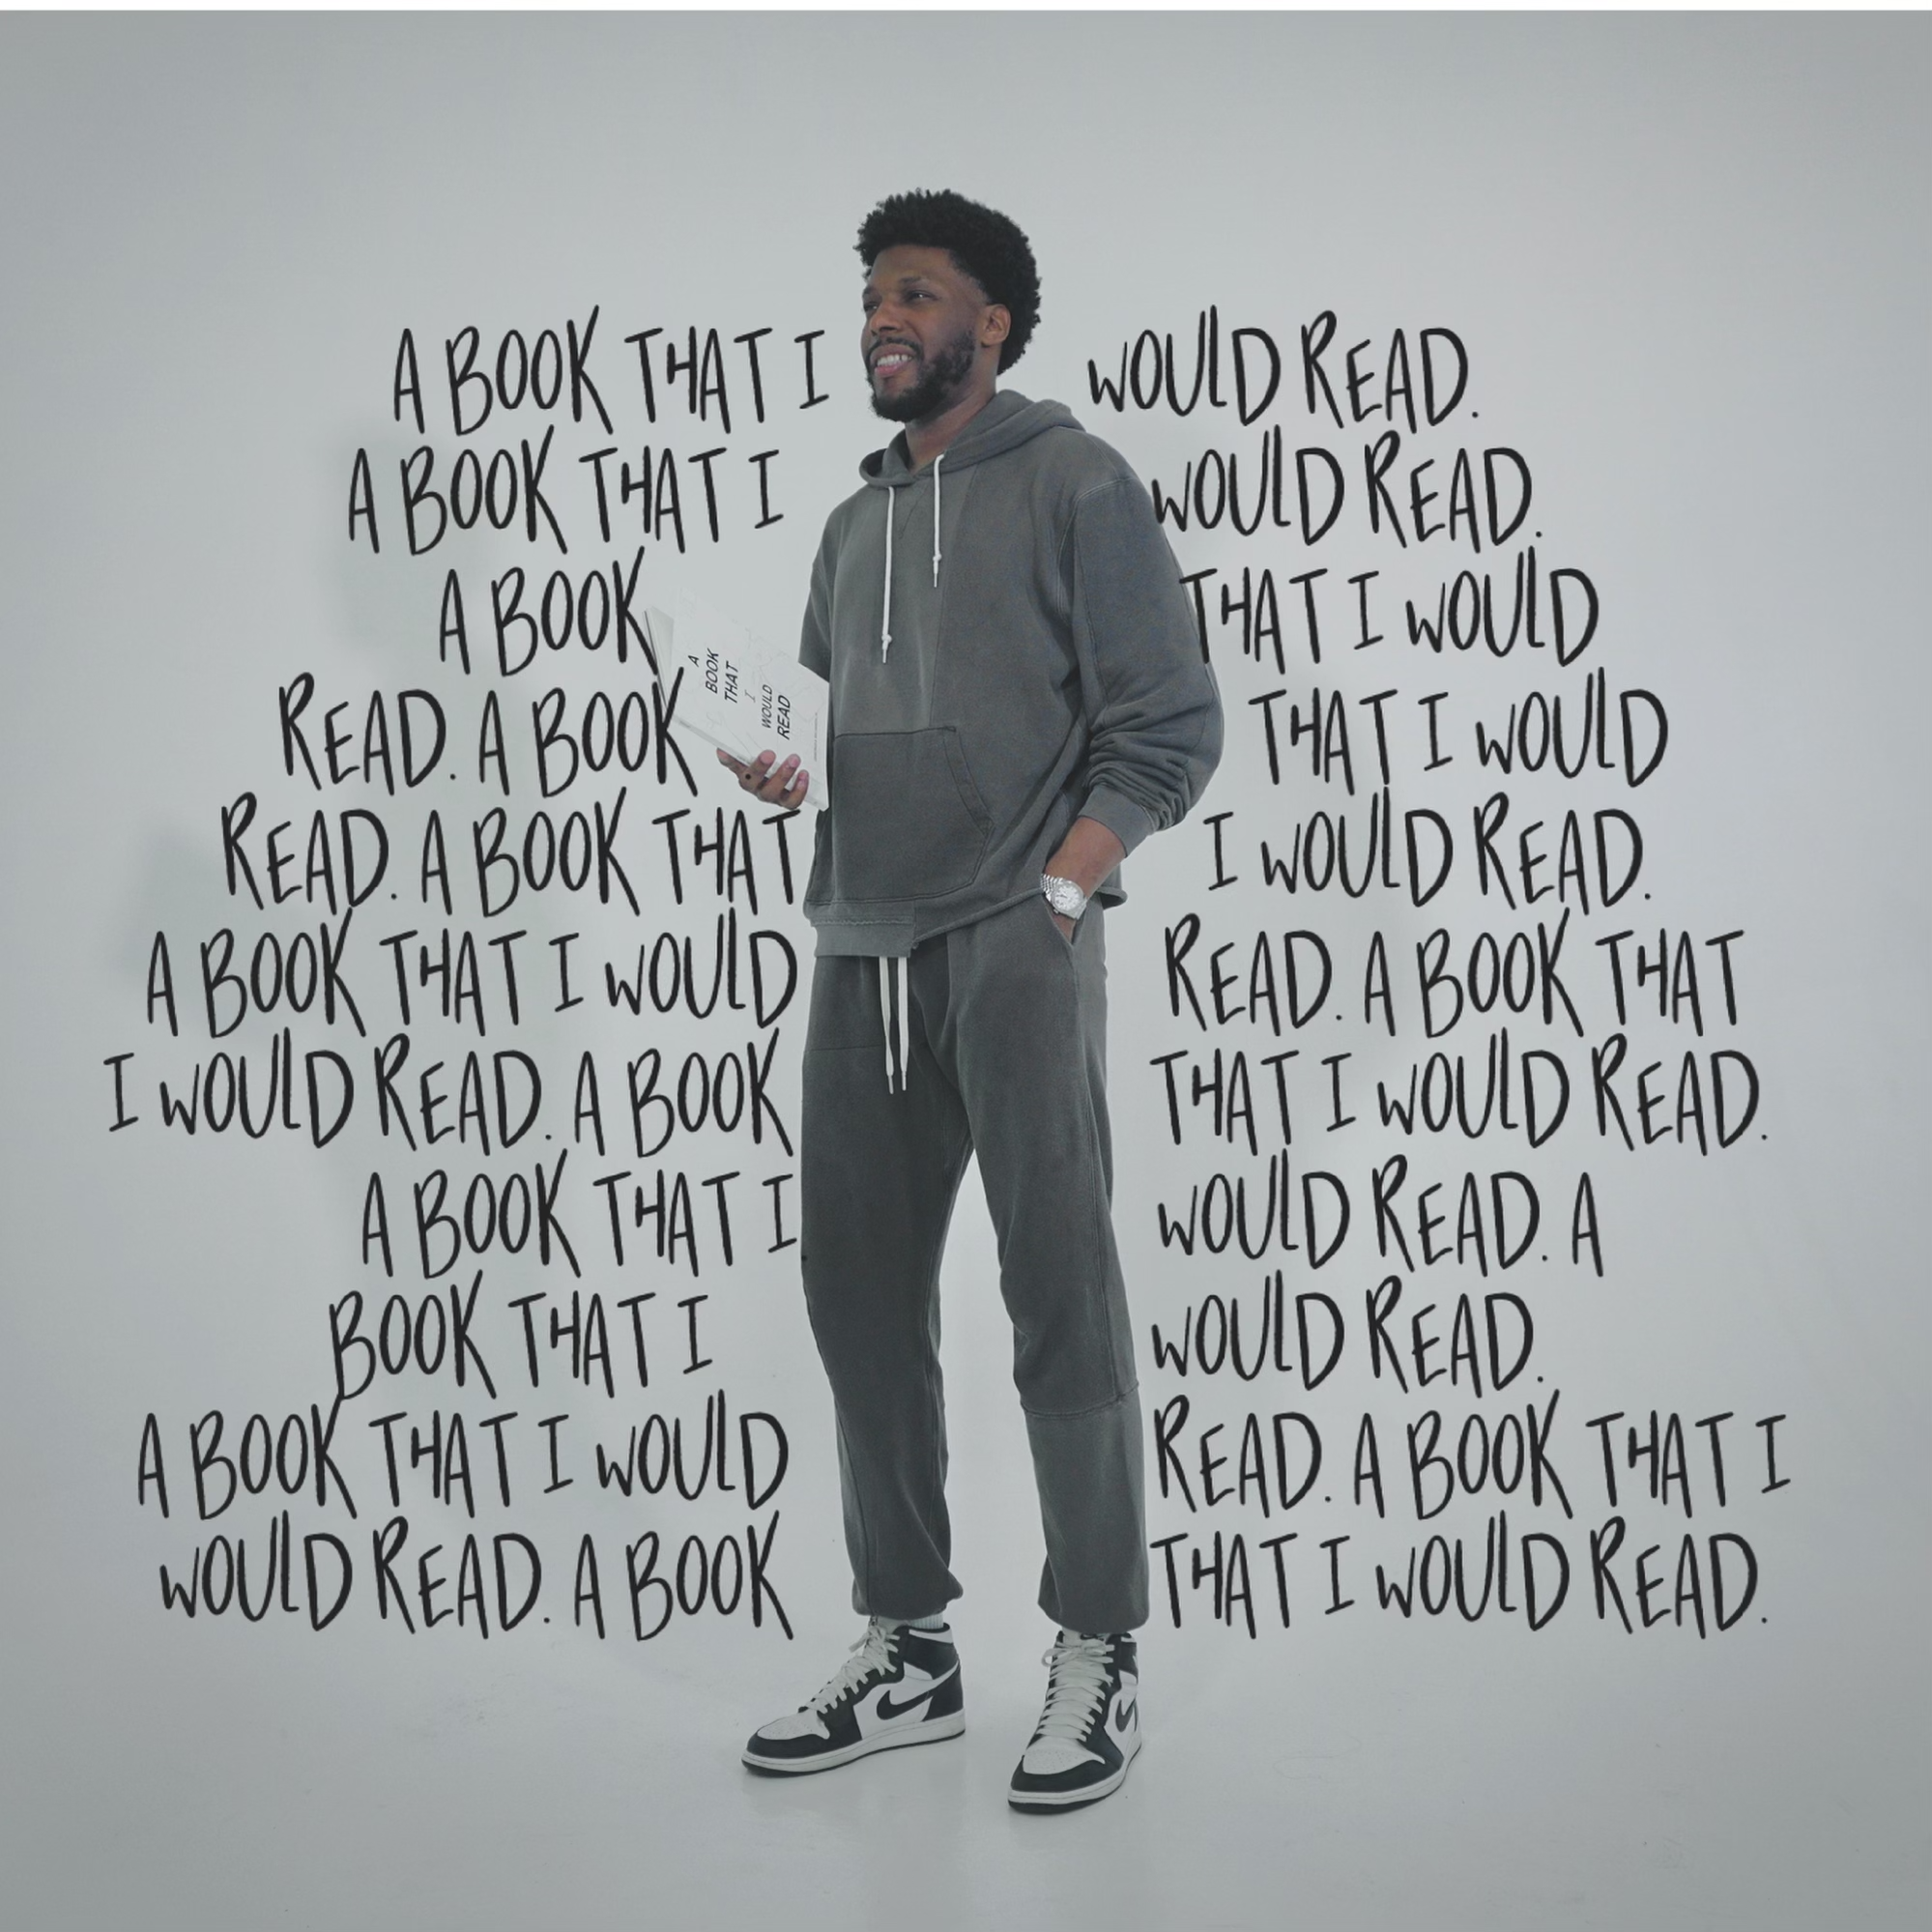 A BOOK THAT I WOULD READ.
A BOOK THAT I WOULD READ.
A BOOK THAT I WOULD
READ. A BOOK THAT I WOULD
READ. A BOOK THAT I WOULD READ.
A BOOK THAT I WOULD READ. A BOOK THAT
I WOULD READ. A BOOK THAT I WOULD READ.
A BOOK THAT I WOULD READ. A
BOOK THAT I WOULD READ.
A BOOK THAT I WOULD READ. A BOOK THAT I
WOULD READ. A BOOK THAT I WOULD READ.
A
BOOK
THAT
I
WOULD
READ